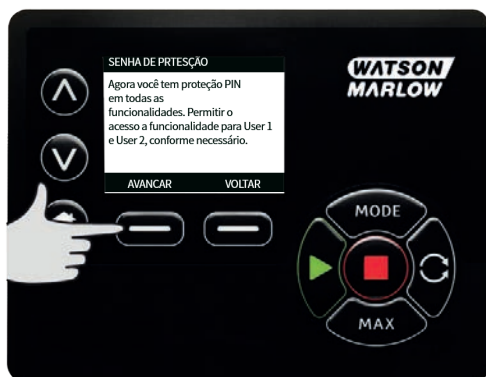 SENHA DE PRTESÇÃO
Agora você tem proteção PIN
em todas as
funcionalidades. Permitir o
acesso a funcionalidade para User 1
e User 2, conforme necessário.
AVANCAR VOLTAR
WATSON
MARLOW
MODE
MAX